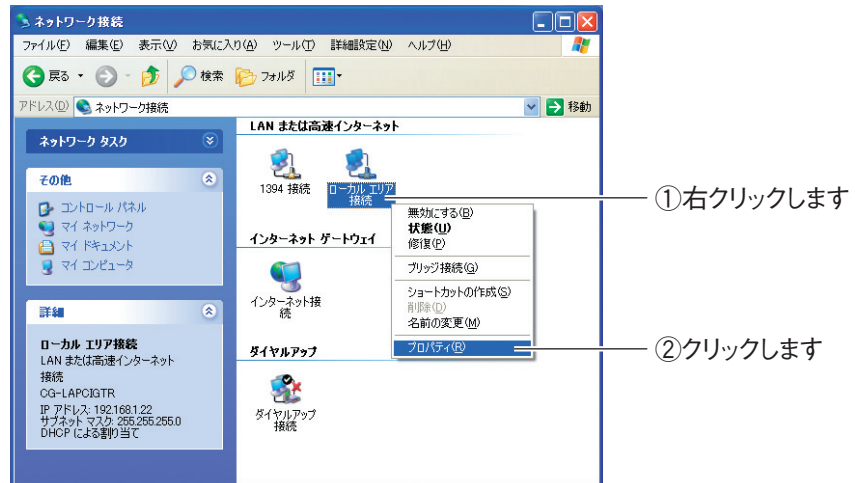 ネットワーク接続
ファイル(F) 編集(E) 表示(V) お気に入り(A) ツール(T) 詳細設定(N) ヘルプ(H)
戻る 検索 フォルダ
アドレス(D) ネットワーク接続 移動
ネットワーク タスク
その他
コントロール パネル
マイ ネットワーク
マイ ドキュメント
マイ コンピュータ
詳細
ローカル エリア接続
LAN または高速インターネット
接続
CG-LAPCIGTR
IP アドレス: 192.168.1.22
サブネット マスク: 255.255.255.0
DHCP による割り当て
LAN または高速インターネット
1394 接続
ローカル エリア
接続
インターネット ゲートウェイ
インターネット接
続
ダイヤルアップ
ダイヤルアップ
接続
無効にする(B)
状態(U)
修復(P)
ブリッジ接続(G)
ショートカットの作成(S)
削除(D)
名前の変更(M)
プロパティ(R)
①右クリックします
②クリックします